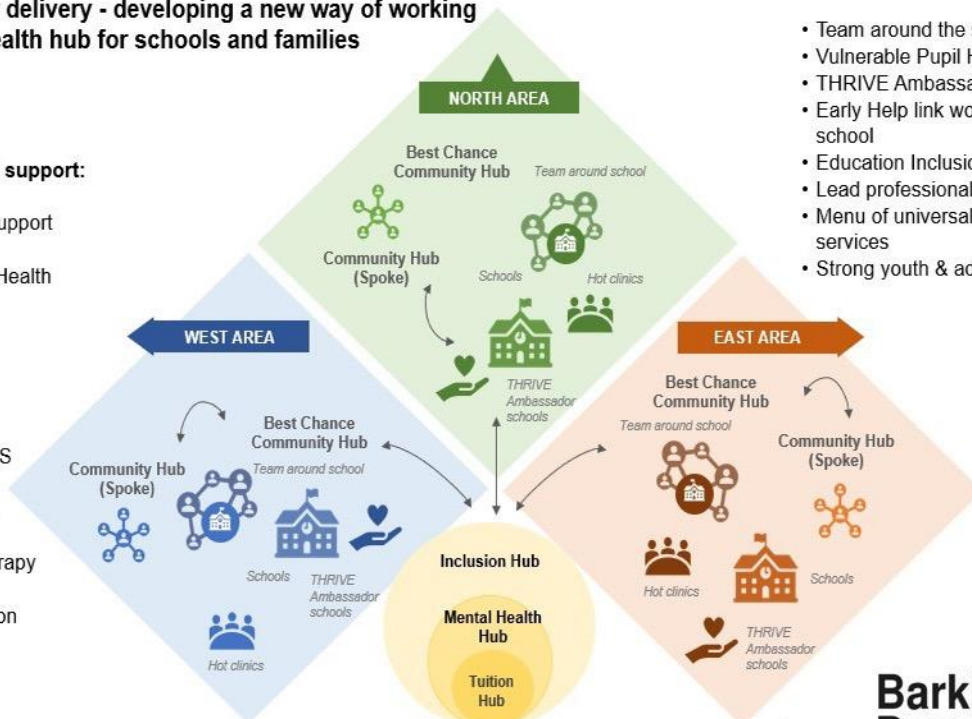 delivery - developing a new way of working
ealth hub for schools and families
support:
upport
Health
S
rapy
on
NORTH AREA
Best Chance
Community Hub
Team around school
Community Hub
(Spoke)
Schools
Hot clinics
THRIVE
Ambassador
schools
WEST AREA
Best Chance
Community Hub
Team around school
Community Hub
(Spoke)
Schools
THRIVE
Ambassador
schools
Hot clinics
EAST AREA
Best Chance
Community Hub
Team around school
Community Hub
(Spoke)
Hot clinics
Schools
THRIVE
Ambassador
schools
Inclusion Hub
Mental Health
Hub
Tuition
Hub
• Team around the
• Vulnerable Pupil H
• THRIVE Ambassa
• Early Help link wo
school
• Education Inclusio
• Lead professional
• Menu of universal
services
• Strong youth & ad
Bark